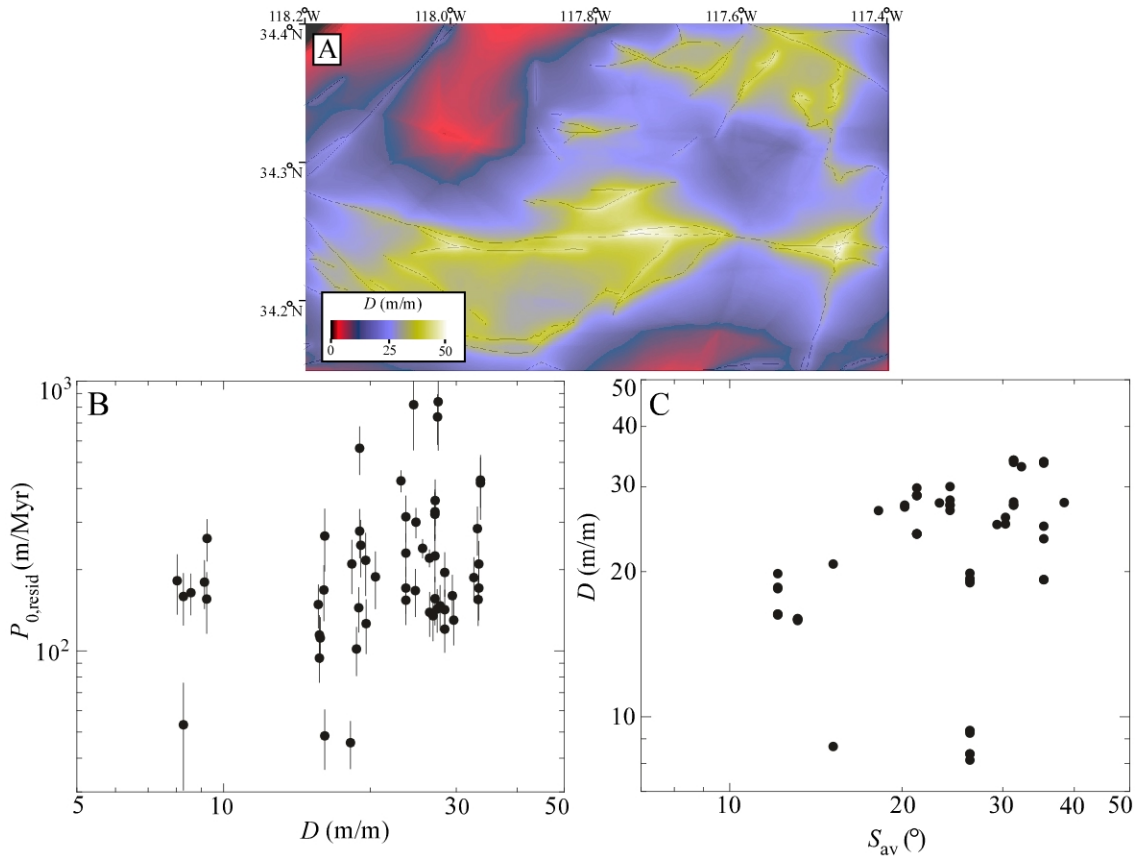 118.2°W 118.0°W 117.8°W 117.6°W 117.4°W
34.4°N
A
34.3°N
34.2°N
D (m/m)
0 25 50
B
10³
P0,resid (m/Myr)
10²
5 10 30 50
D (m/m)
C
50
40
30
D (m/m)
20
10
10 20 30 40 50
Sav (°)